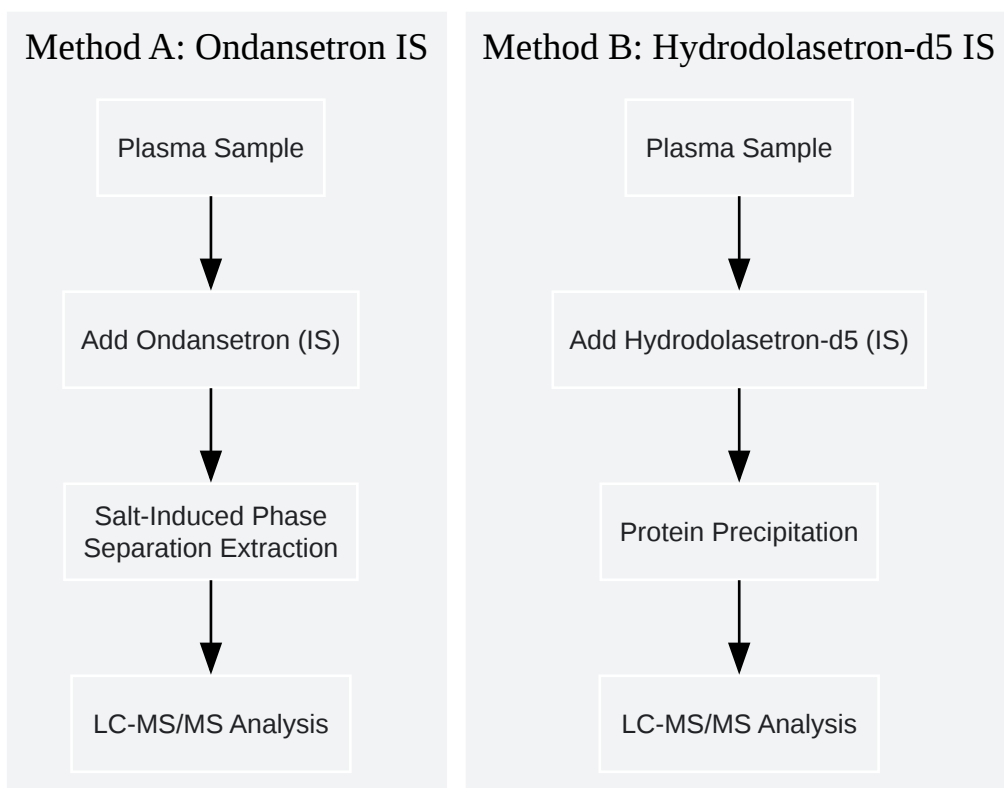 Method A: Ondansetron IS
Plasma Sample
Add Ondansetron (IS)
Salt-Induced Phase
Separation Extraction
LC-MS/MS Analysis
Method B: Hydrodolasetron-d5 IS
Plasma Sample
Add Hydrodolasetron-d5 (IS)
Protein Precipitation
LC-MS/MS Analysis